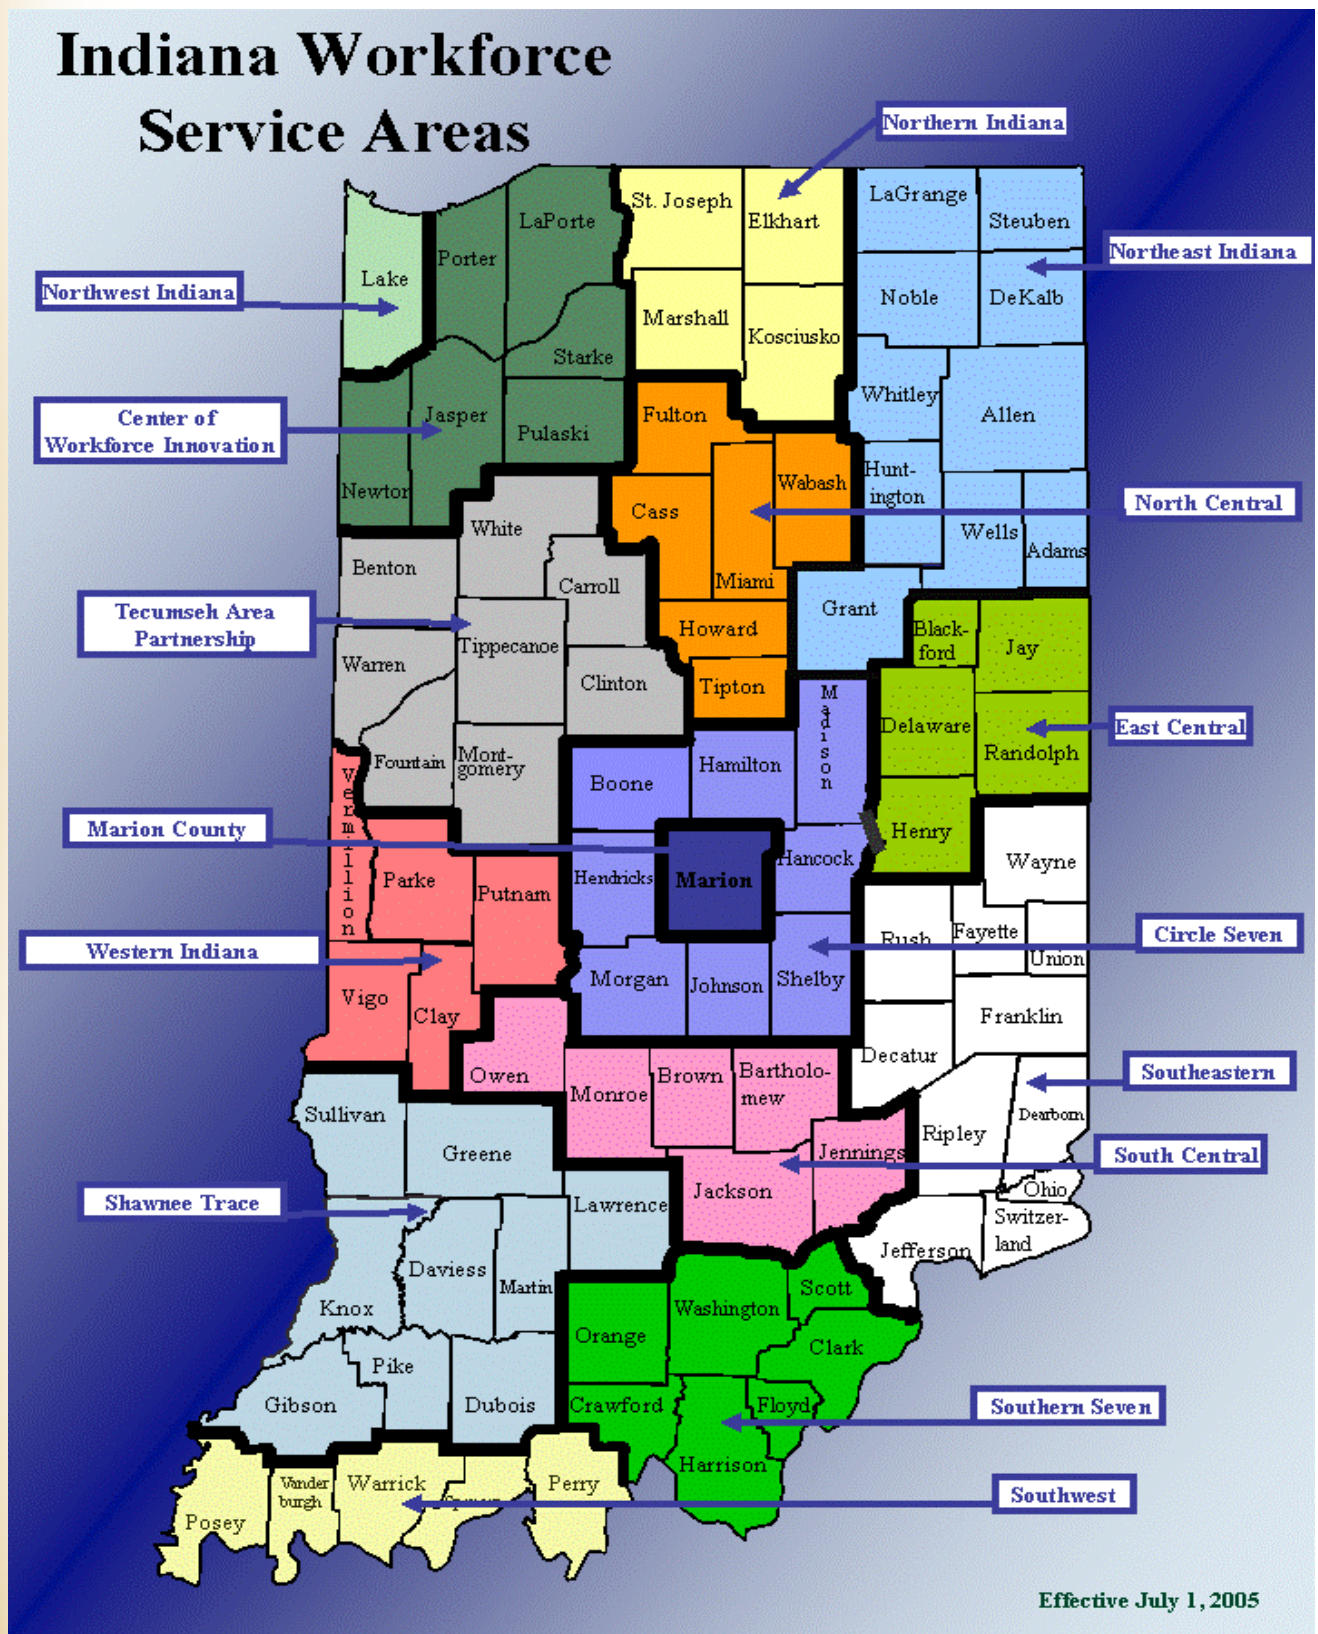 Indiana Workforce
Service Areas
Northern Indiana
St. Joseph
Elkhart
LaGrange
Steuben
LaPorte
Porter
Northeast Indiana
Lake
Northwest Indiana
Noble
DeKalb
Marshall
Kosciusko
Starke
Whitley
Allen
Center of
Workforce Innovation
Jasper
Pulaski
Fulton
Newton
Hunt-
ington
Wabash
Cass
North Central
White
Wells
Adams
Benton
Carroll
Miami
Tecumseh Area
Partnership
Grant
Howard
Black-
ford
Jay
Tippecanoe
Warren
Clinton
Tipton
Madison
Delaware
East Central
Randolph
Fountain
Mont-
gomery
Hamilton
Boone
Vermillion
Marion County
Henry
Hancock
Wayne
Parke
Putnam
Hendricks
Marion
Rush
Fayette
Circle Seven
Western Indiana
Union
Morgan
Johnson
Shelby
Vigo
Clay
Franklin
Decatur
Owen
Monroe
Brown
Bartholo-
mew
Southeastern
Sullivan
Dearborn
Ripley
Greene
Jennings
South Central
Jackson
Ohio
Shawnee Trace
Lawrence
Switzer-
land
Jefferson
Daviess
Martin
Scott
Knox
Washington
Orange
Clark
Pike
Gibson
Dubois
Crawford
Floyd
Southern Seven
Harrison
Vander
burgh
Warrick
Perry
Southwest
Posey
Effective July 1, 2005